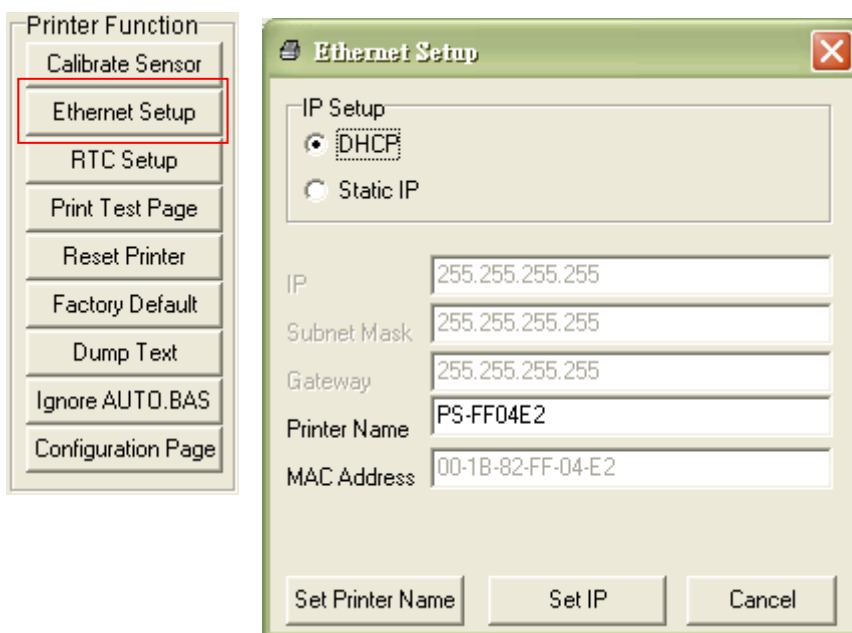 Printer Function
Calibrate Sensor
Ethernet Setup
RTC Setup
Print Test Page
Reset Printer
Factory Default
Dump Text
Ignore AUTO.BAS
Configuration Page
Ethernet Setup
IP Setup
DHCP
Static IP
IP 255.255.255.255
Subnet Mask 255.255.255.255
Gateway 255.255.255.255
Printer Name PS-FF04E2
MAC Address 00-1B-82-FF-04-E2
Set Printer Name Set IP Cancel